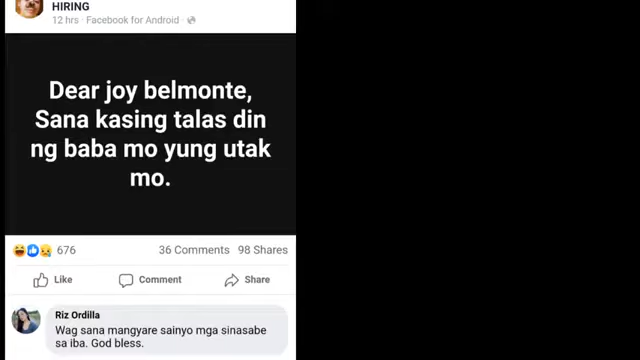 HIRING
12 hrs · Facebook for Android ·
Dear joy belmonte,
Sana kasing talas din
ng baba mo yung utak
mo.
676 36 Comments 98 Shares
Like Comment Share
Riz Ordilla
Wag sana mangyare sainyo mga sinasabe
sa iba. God bless.